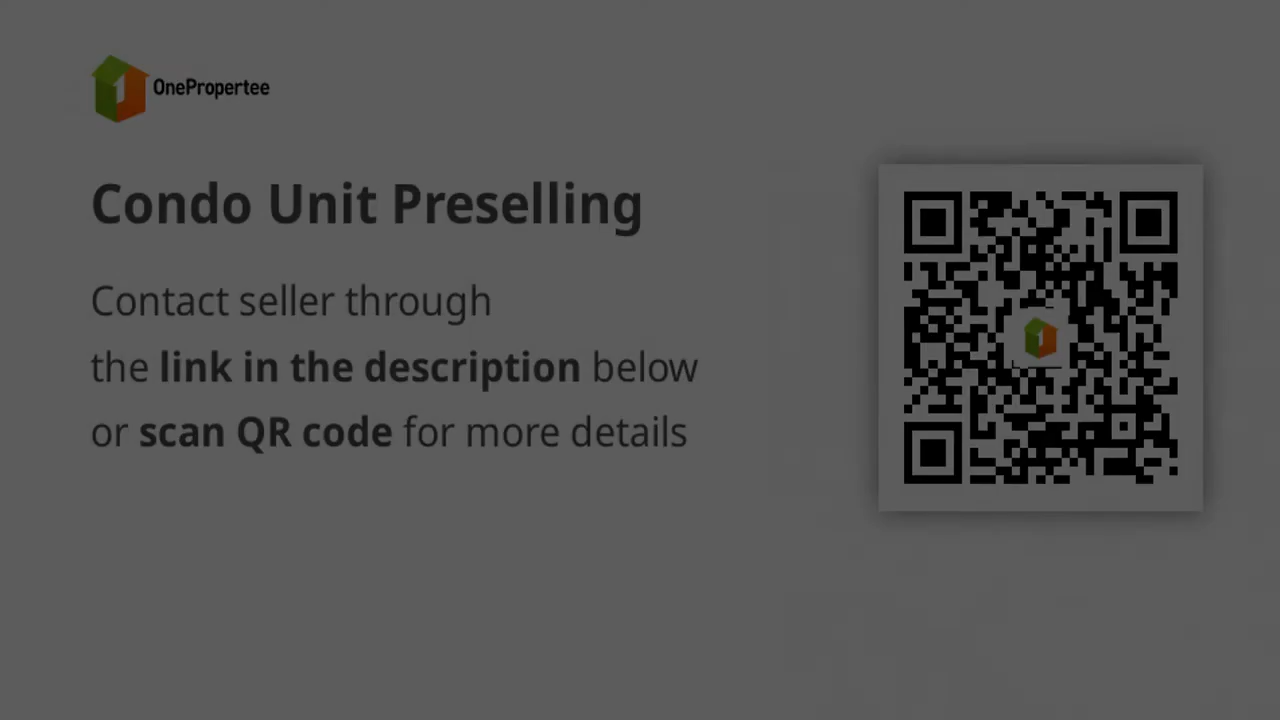 OnePropertee
Condo Unit Preselling
Contact seller through
the link in the description below
or scan QR code for more details